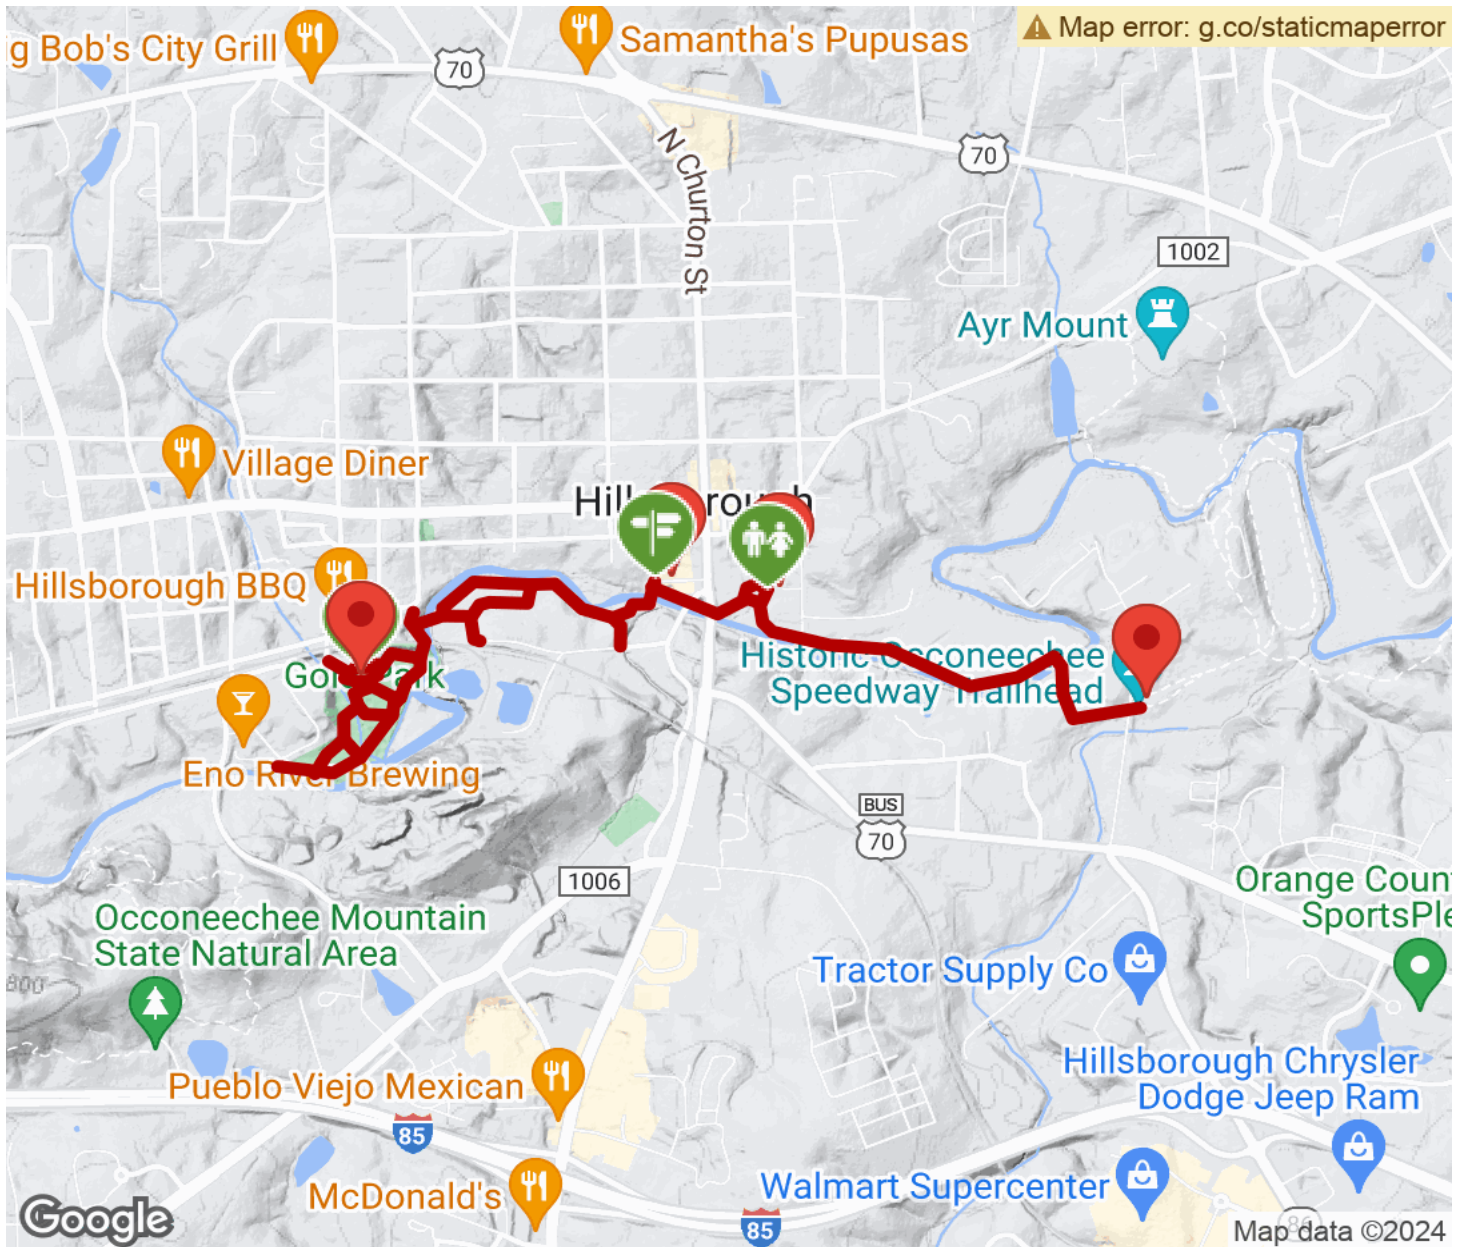 g Bob's City Grill
70
Samantha's Pupusas
Map error: g.co/staticmaperror
N Churton St
70
1002
Ayr Mount
Village Diner
Hillsborough BBQ
Historic Occoneechee
Speedway Trailhead
Eno River Brewing
BUS
70
1006
Orange Coun
SportsPle
Occoneechee Mountain
State Natural Area
Tractor Supply Co
800
Hillsborough Chrysler
Dodge Jeep Ram
Pueblo Viejo Mexican
85
McDonald's
Walmart Supercenter
85
86
Google
Map data ©2024